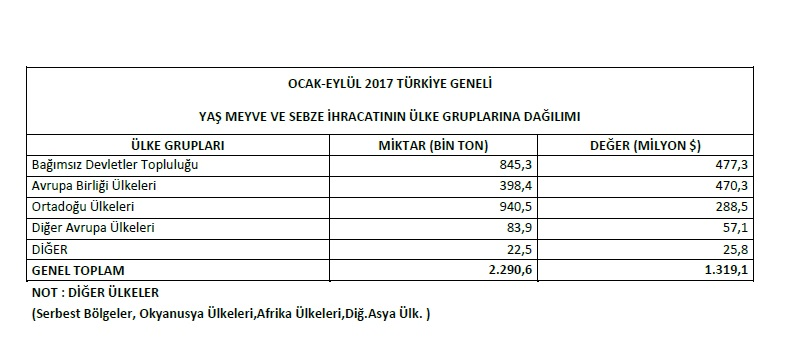 OCAK-EYLÜL 2017 TÜRKİYE GENELİ
YAŞ MEYVE VE SEBZE İHRACATININ ÜLKE GRUPLARINA DAĞILIMI
ÜLKE GRUPLARI MİKTAR (BİN TON) DEĞER (MİLYON $)
Bağımsız Devletler Topluluğu 845,3 477,3
Avrupa Birliği Ülkeleri 398,4 470,3
Ortadoğu Ülkeleri 940,5 288,5
Diğer Avrupa Ülkeleri 83,9 57,1
DİĞER 22,5 25,8
GENEL TOPLAM 2.290,6 1.319,1
NOT : DİĞER ÜLKELER
(Serbest Bölgeler, Okyanusya Ülkeleri,Afrika Ülkeleri,Diğ.Asya Ülk. )